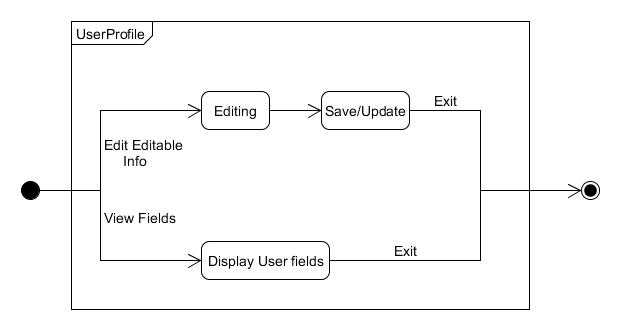 UserProfile
Editing
Save/Update
Exit
Edit Editable
Info
View Fields
Display User fields
Exit